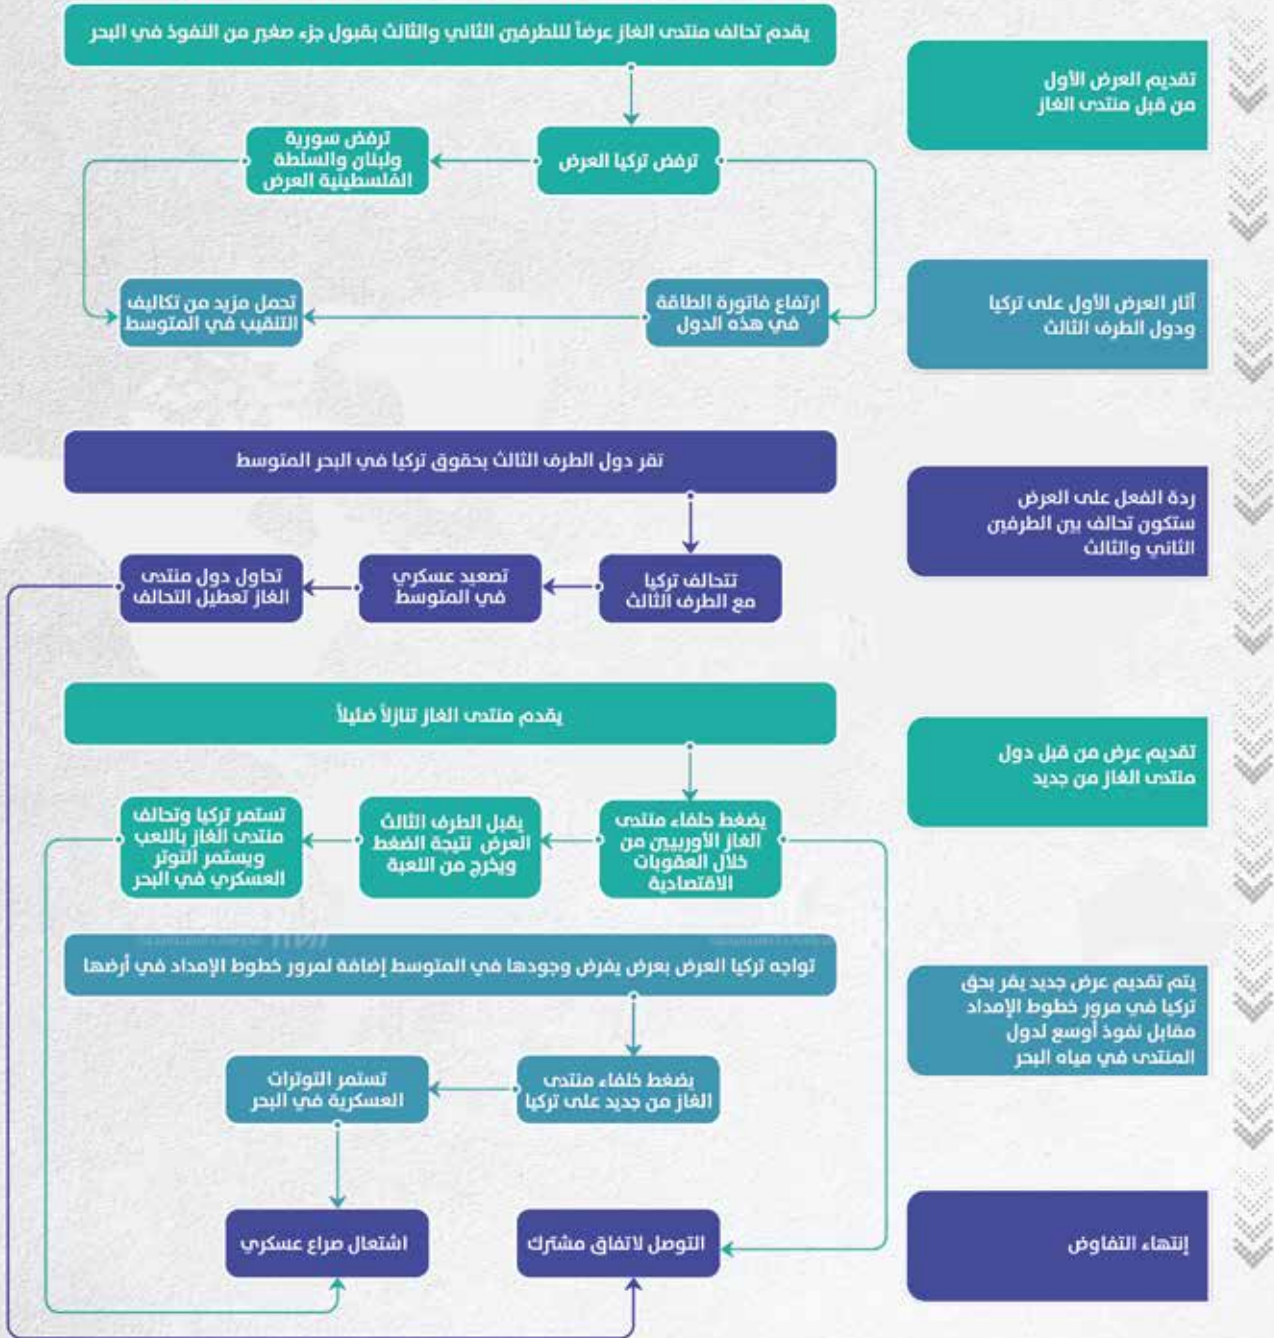 يقدم تحالف منتدى الغاز عرضاً للطرفين الثاني والثالث بقبول جزء صغير من النفوذ في البحر
تقديم العرض الأول
من قبل منتدى الغاز
ترفض تركيا العرض
ترفض سورية
ولبنان والسلطة
الفلسطينية العرض
آثار العرض الأول على تركيا
ودول الطرف الثالث
ارتفاع فاتورة الطاقة
في هذه الدول
تحمل مزيد من تكاليف
التنقيب في المتوسط
تقر دول الطرف الثالث بحقوق تركيا في البحر المتوسط
ردة الفعل على العرض
ستكون تحالف بين الطرفين
الثاني والثالث
تتحالف تركيا
مع الطرف الثالث
تصعيد عسكري
في المتوسط
تحاول دول منتدى
الغاز تعطيل التحالف
يقدم منتدى الغاز تنازلاً ضئيلاً
تقديم عرض من قبل دول
منتدى الغاز من جديد
يضغط حلفاء منتدى
الغاز الأوربيين من
خلال العقوبات
الاقتصادية
يقبل الطرف الثالث
العرض نتيجة الضغط
ويخرج من اللعبة
تستمر تركيا وتحالف
منتدى الغاز باللعب
ويستمر التوتر
العسكري في البحر
تواجه تركيا العرض بعرض يفرض وجودها في المتوسط إضافة لمرور خطوط الإمداد في أرضها
يتم تقديم عرض جديد يقر بحق
تركيا في مرور خطوط الإمداد
مقابل نفوذ أوسع لدول
المنتدى في مياه البحر
يضغط خلفاء منتدى
الغاز من جديد على تركيا
تستمر التوترات
العسكرية في البحر
إنتهاء التفاوض
التوصل لاتفاق مشترك
اشتعال صراع عسكري